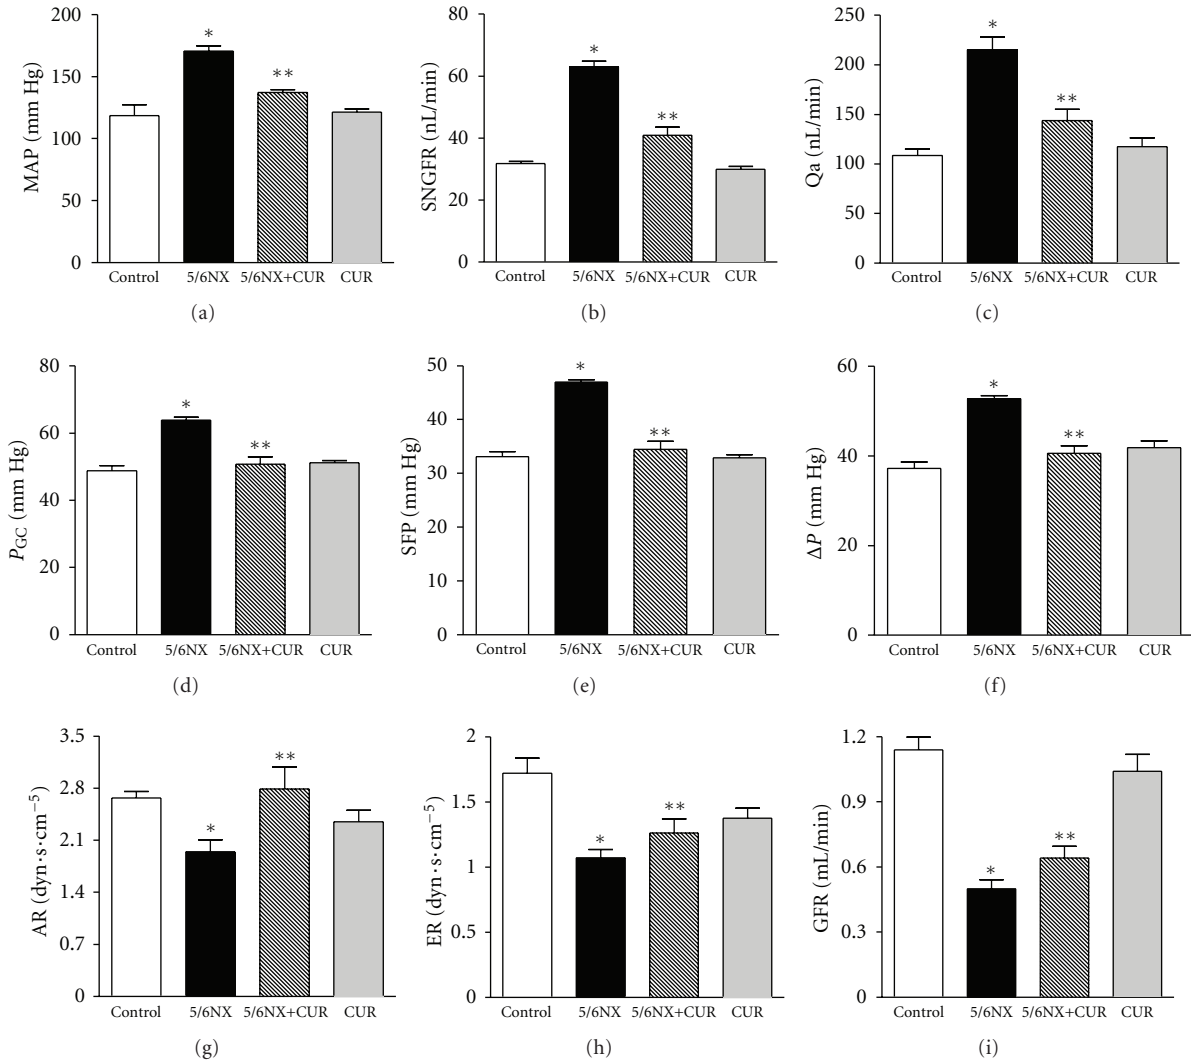 200
150
100
50
0
MAP (mm Hg)
*
**
Control 5/6NX 5/6NX+CUR CUR
(a)
80
60
40
20
0
SNGFR (nL/min)
*
**
Control 5/6NX 5/6NX+CUR CUR
(b)
250
200
150
100
50
0
Qa (nL/min)
*
**
Control 5/6NX 5/6NX+CUR CUR
(c)
80
60
40
20
0
P_GC (mm Hg)
*
**
Control 5/6NX 5/6NX+CUR CUR
(d)
50
40
30
20
10
0
SFP (mm Hg)
*
**
Control 5/6NX 5/6NX+CUR CUR
(e)
60
40
20
0
ΔP (mm Hg)
*
**
Control 5/6NX 5/6NX+CUR CUR
(f)
3.5
2.8
2.1
1.4
0.7
0
AR (dyn·s·cm⁻⁵)
*
**
Control 5/6NX 5/6NX+CUR CUR
(g)
2
1.5
1
0.5
0
ER (dyn·s·cm⁻⁵)
*
**
Control 5/6NX 5/6NX+CUR CUR
(h)
1.2
0.9
0.6
0.3
0
GFR (mL/min)
*
**
Control 5/6NX 5/6NX+CUR CUR
(i)